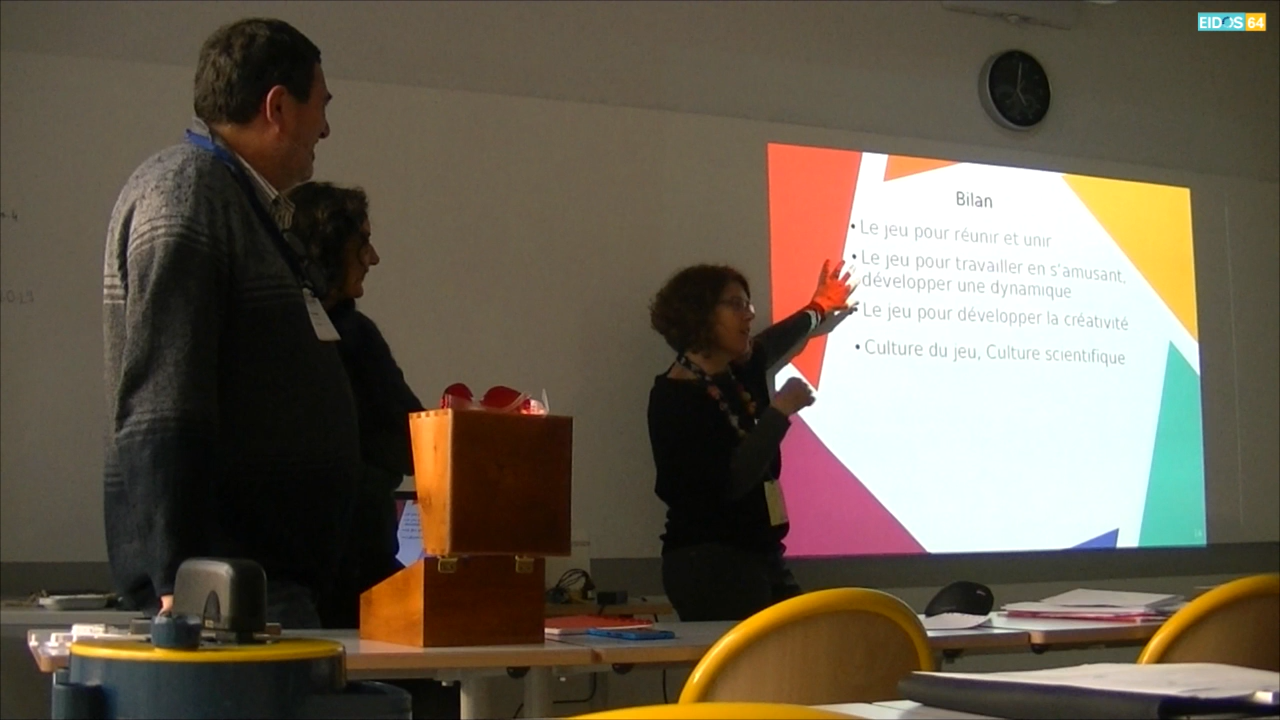 EIDOS 64
Bilan
• Le jeu pour réunir et unir
• Le jeu pour travailler en s'amusant,
développer une dynamique
• Le jeu pour développer la créativité
• Culture du jeu, Culture scientifique